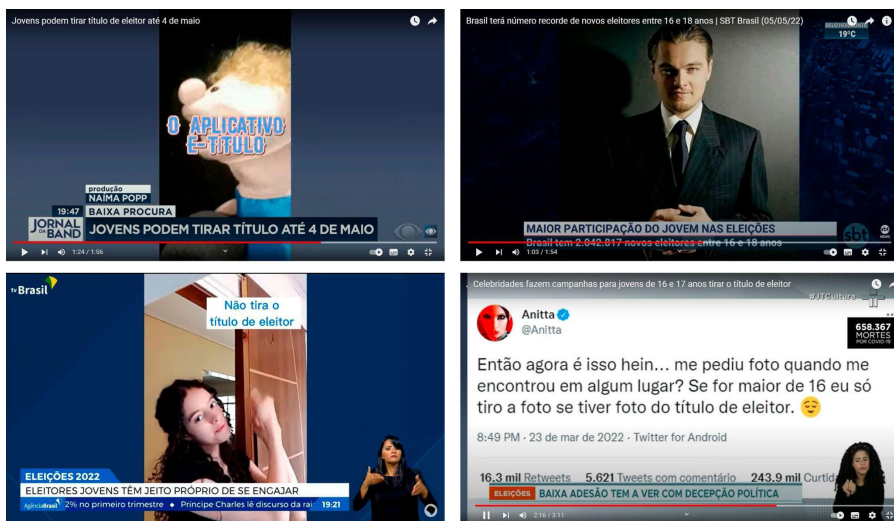 Jovens podem tirar título de eleitor até 4 de maio
O APLICATIVO
E-TÍTULO
produção
NAÍMA POPP
19:47 BAIXA PROCURA
JORNAL DA BAND
JOVENS PODEM TIRAR TÍTULO ATÉ 4 DE MAIO
1:24 / 1:56
Brasil terá número recorde de novos eleitores entre 16 e 18 anos | SBT Brasil (05/05/22)
BELO HORIZONTE
19°C
MAIOR PARTICIPAÇÃO DO JOVEM NAS ELEIÇÕES
Brasil tem 2.042.817 novos eleitores entre 16 e 18 anos
sbt
NEWS
1:03 / 1:54
tvBrasil
Não tira o
título de eleitor
ELEIÇÕES 2022
ELEITORES JOVENS TÊM JEITO PRÓPRIO DE SE ENGAJAR
AgênciaBrasil 2% no primeiro trimestre ♦ Príncipe Charles lê discurso da rai 19:21
Celebridades fazem campanhas para jovens de 16 e 17 anos tirar o título de eleitor
#JTCultura
Anitta
@Anitta
658.367
MORTES
POR COVID-19
Então agora é isso hein... me pediu foto quando me
encontrou em algum lugar? Se for maior de 16 eu só
tiro a foto se tiver foto do título de eleitor. 😌
8:49 PM · 23 de mar de 2022 · Twitter for Android
16.3 mil Retweets 5.621 Tweets com comentário 243.9 mil Curtid
ELEIÇÕES BAIXA ADESÃO TEM A VER COM DECEPÇÃO POLÍTICA
2:16 / 3:11